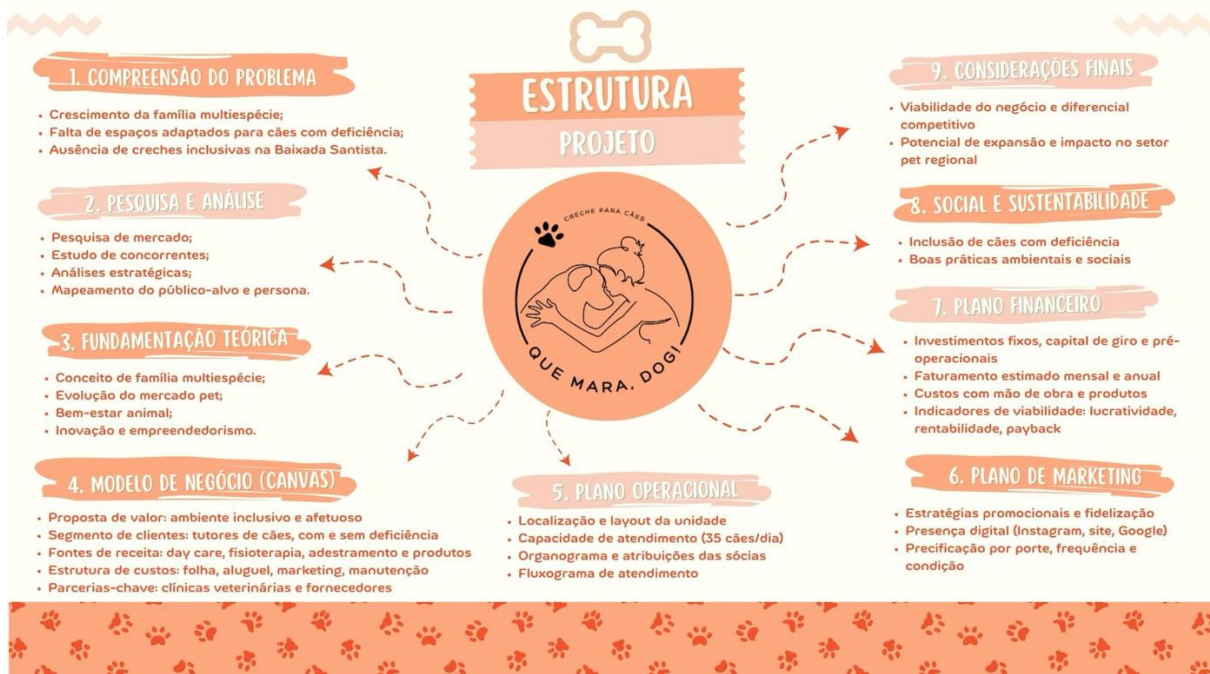 ESTRUTURA
PROJETO
CRECHE PARA CÃES
QUE MARA, DOG!
1. COMPREENSÃO DO PROBLEMA
• Crescimento da família multiespécie;
• Falta de espaços adaptados para cães com deficiência;
• Ausência de creches inclusivas na Baixada Santista.
2. PESQUISA E ANÁLISE
• Pesquisa de mercado;
• Estudo de concorrentes;
• Análises estratégicas;
• Mapeamento do público-alvo e persona.
3. FUNDAMENTAÇÃO TEÓRICA
• Conceito de família multiespécie;
• Evolução do mercado pet;
• Bem-estar animal;
• Inovação e empreendedorismo.
4. MODELO DE NEGÓCIO (CANVAS)
• Proposta de valor: ambiente inclusivo e afetuoso
• Segmento de clientes: tutores de cães, com e sem deficiência
• Fontes de receita: day care, fisioterapia, adestramento e produtos
• Estrutura de custos: folha, aluguel, marketing, manutenção
• Parcerias-chave: clínicas veterinárias e fornecedores
5. PLANO OPERACIONAL
• Localização e layout da unidade
• Capacidade de atendimento (35 cães/dia)
• Organograma e atribuições das sócias
• Fluxograma de atendimento
6. PLANO DE MARKETING
• Estratégias promocionais e fidelização
• Presença digital (Instagram, site, Google)
• Precificação por porte, frequência e
condição
7. PLANO FINANCEIRO
• Investimentos fixos, capital de giro e pré-
operacionais
• Faturamento estimado mensal e anual
• Custos com mão de obra e produtos
• Indicadores de viabilidade: lucratividade,
rentabilidade, payback
8. SOCIAL E SUSTENTABILIDADE
• Inclusão de cães com deficiência
• Boas práticas ambientais e sociais
9. CONSIDERAÇÕES FINAIS
• Viabilidade do negócio e diferencial
competitivo
• Potencial de expansão e impacto no setor
pet regional